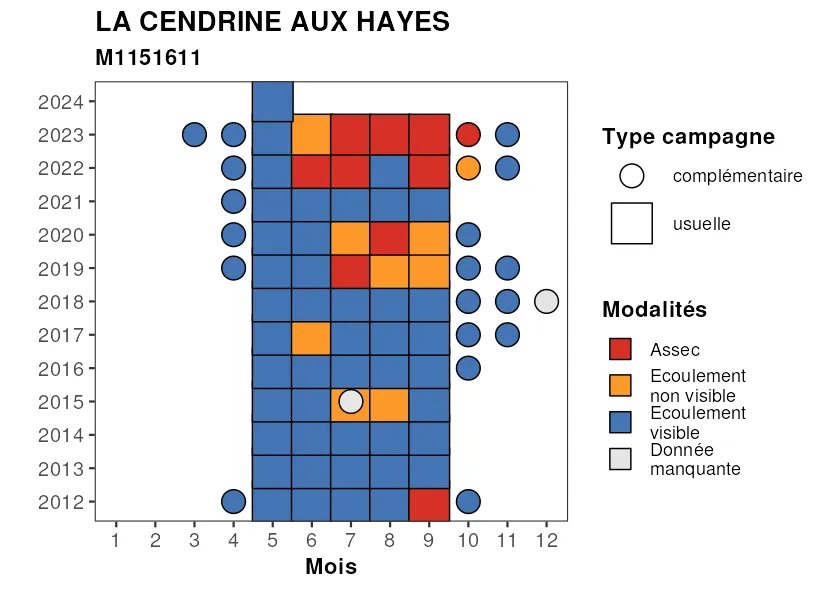 LA CENDRINE AUX HAYES
M1151611
2024
2023
2022
2021
2020
2019
2018
2017
2016
2015
2014
2013
2012
1 2 3 4 5 6 7 8 9 10 11 12
Mois
Type campagne
complémentaire
usuelle
Modalités
Assec
Ecoulement
non visible
Ecoulement
visible
Donnée
manquante